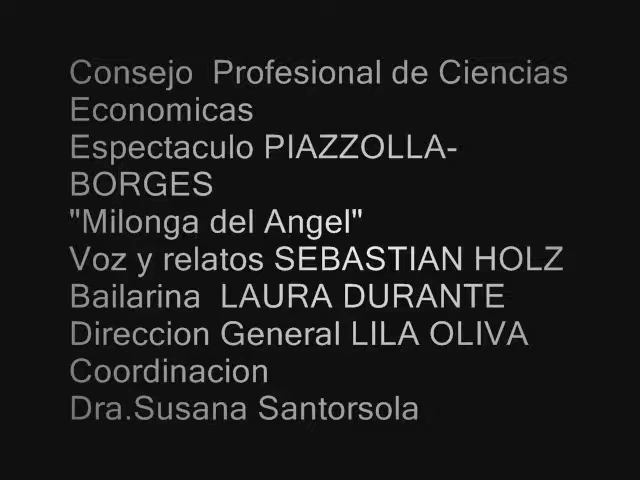 Consejo  Profesional de Ciencias
Economicas
Espectaculo PIAZZOLLA-
BORGES
"Milonga del Angel"
Voz y relatos SEBASTIAN HOLZ
Bailarina  LAURA DURANTE
Direccion General LILA OLIVA
Coordinacion
Dra.Susana Santorsola